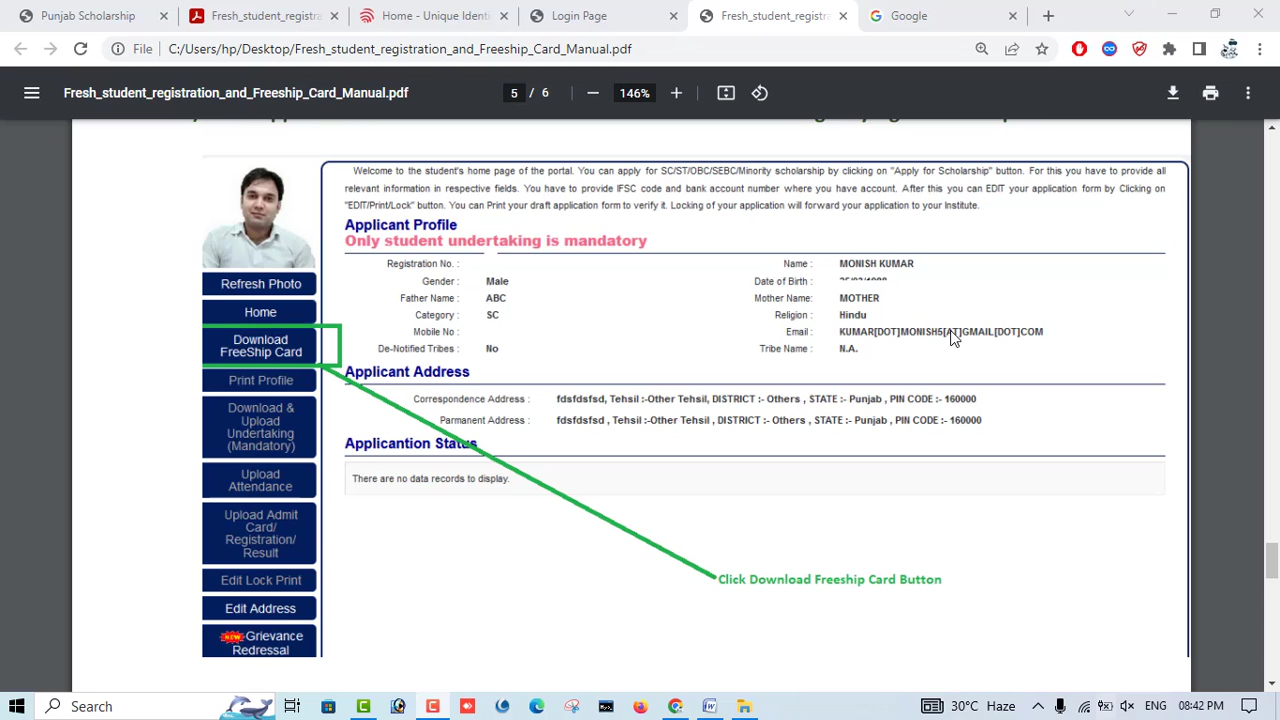 Punjab Scholarship
Fresh_student_registra
Home - Unique Identi
Login Page
Fresh_student_registra
Google
File
C:/Users/hp/Desktop/Fresh_student_registration_and_Freeship_Card_Manual.pdf
Fresh_student_registration_and_Freeship_Card_Manual.pdf
5 / 6
146%
Welcome to the student's home page of the portal. You can apply for SC/ST/OBC/SEBC/Minority scholarship by clicking on "Apply for Scholarship" button. For this you have to provide all
relevant information in respective fields. You have to provide IFSC code and bank account number where you have account. After this you can EDIT your application form by Clicking on
"EDIT/Print/Lock" button. You can Print your draft application form to verify it. Locking of your application will forward your application to your Institute.
Applicant Profile
Only student undertaking is mandatory
Registration No. :
Name : MONISH KUMAR
Gender : Male
Date of Birth :
Father Name : ABC
Mother Name: MOTHER
Category : SC
Religion : Hindu
Mobile No :
Email : KUMAR[DOT]MONISH5[AT]GMAIL[DOT]COM
De-Notified Tribes : No
Tribe Name : N.A.
Applicant Address
Correspondence Address : fdsfdsfsd, Tehsil :-Other Tehsil, DISTRICT :- Others , STATE :- Punjab , PIN CODE :- 160000
Parmanent Address : fdsfdsfsd , Tehsil :-Other Tehsil , DISTRICT :- Others , STATE :- Punjab , PIN CODE :- 160000
Applicantion Status
There are no data records to display.
Refresh Photo
Home
Download
FreeShip Card
Print Profile
Download &
Upload
Undertaking
(Mandatory)
Upload
Attendance
Upload Admit
Card/
Registration/
Result
Edit Lock Print
Edit Address
NEW Grievance
Redressal
Click Download Freeship Card Button
Search
30°C Haze
ENG
08:42 PM